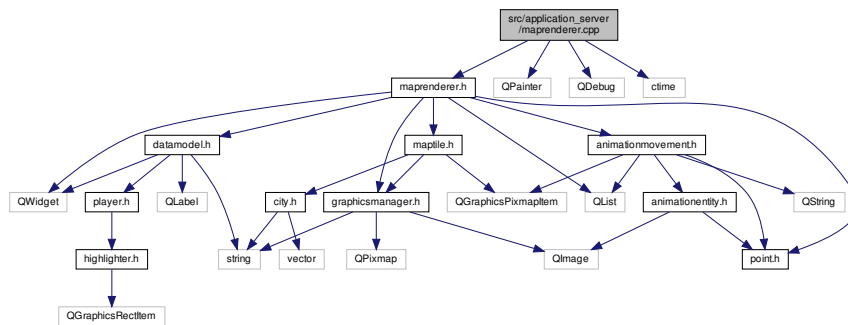 src/application_server
/maprenderer.cpp
maprenderer.h
QPainter
QDebug
ctime
datamodel.h
maptile.h
animationmovement.h
QWidget
player.h
QLabel
city.h
graphicsmanager.h
QGraphicsPixmapItem
QList
animationentity.h
QString
highlighter.h
string
vector
QPixmap
QImage
point.h
QGraphicsRectItem